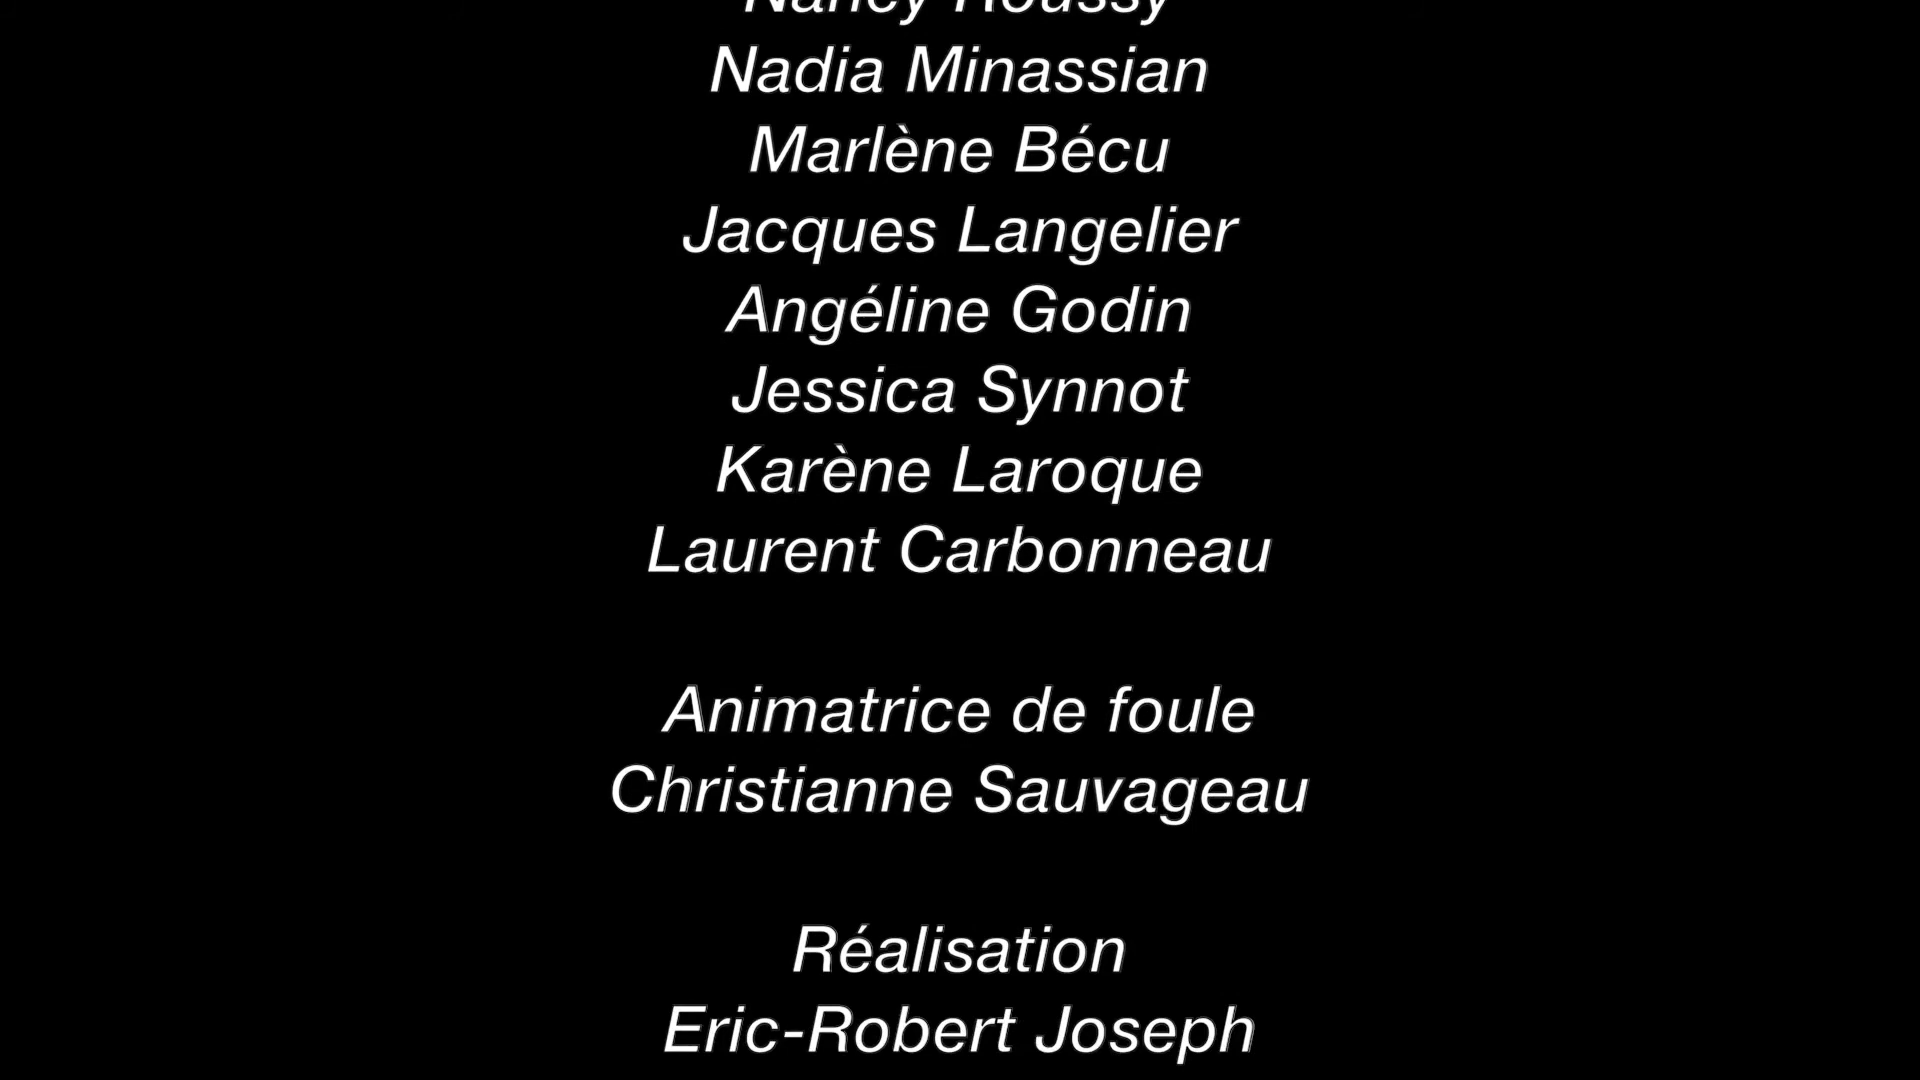 Nancy Roussy
Nadia Minassian
Marlène Bécu
Jacques Langelier
Angéline Godin
Jessica Synnot
Karène Laroque
Laurent Carbonneau
Animatrice de foule
Christianne Sauvageau
Réalisation
Eric-Robert Joseph